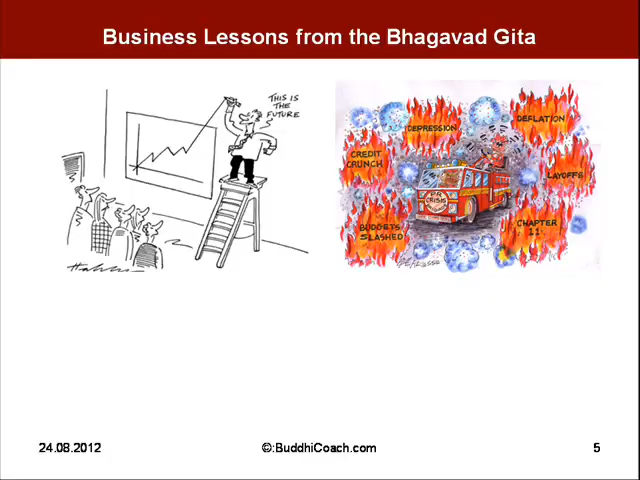 Business Lessons from the Bhagavad Gita
THIS IS
THE
FUTURE
DEPRESSION
DEFLATION
CREDIT
CRUNCH
LAYOFFS
CRISIS
BUDGETS
SLASHED
CHAPTER
11
24.08.2012
©:BuddhiCoach.com
5